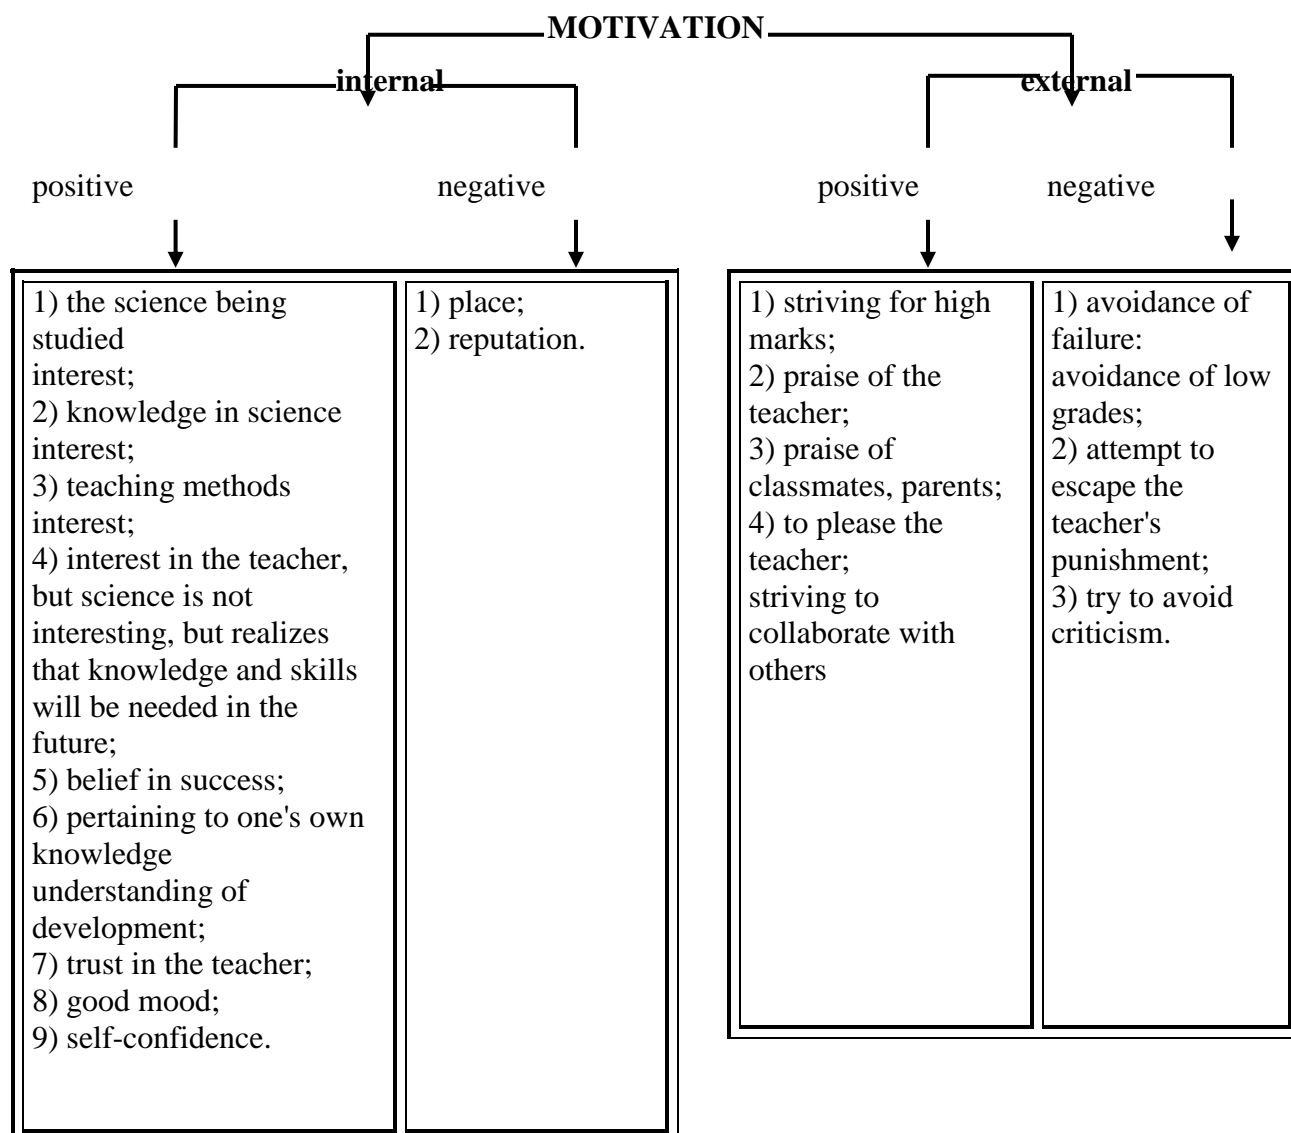 MOTIVATION
internal
external
positive
negative
positive
negative
1) the science being
studied
interest;
2) knowledge in science
interest;
3) teaching methods
interest;
4) interest in the teacher,
but science is not
interesting, but realizes
that knowledge and skills
will be needed in the
future;
5) belief in success;
6) pertaining to one's own
knowledge
understanding of
development;
7) trust in the teacher;
8) good mood;
9) self-confidence.
1) place;
2) reputation.
1) striving for high
marks;
2) praise of the
teacher;
3) praise of
classmates, parents;
4) to please the
teacher;
striving to
collaborate with
others
1) avoidance of
failure:
avoidance of low
grades;
2) attempt to
escape the
teacher's
punishment;
3) try to avoid
criticism.